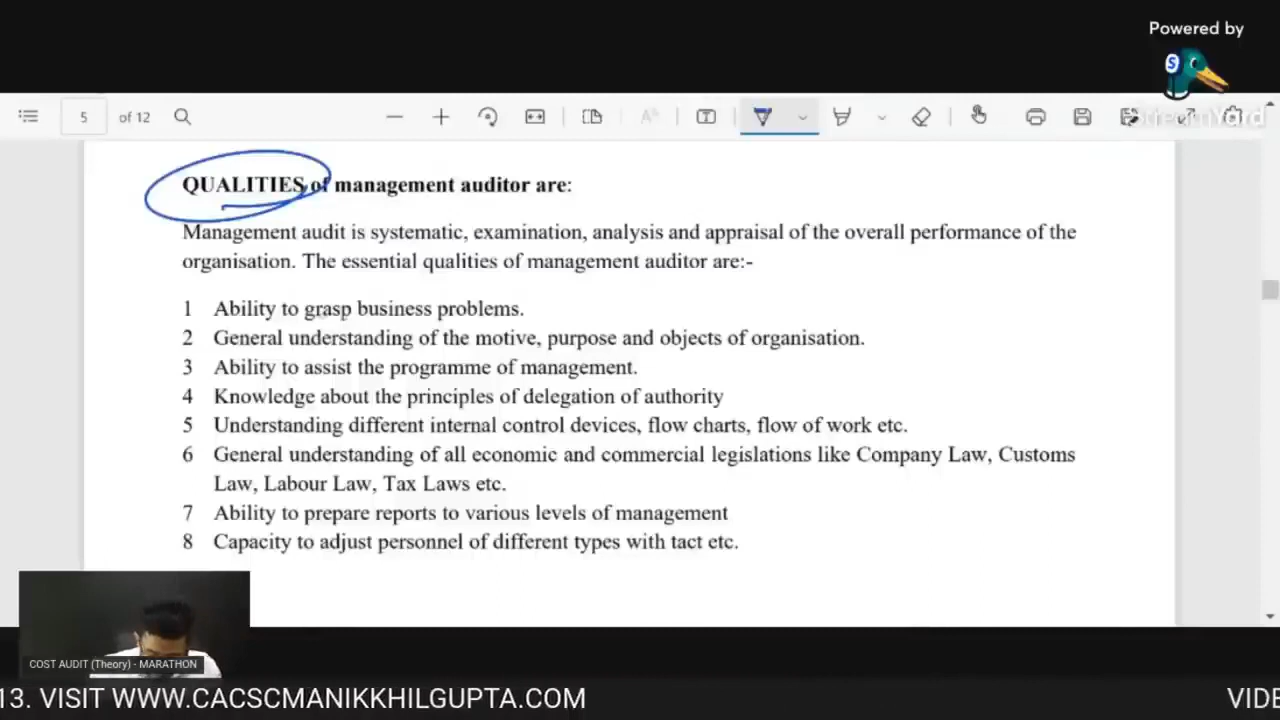 Powered by
S
5 of 12
StreamYard
QUALITIES of management auditor are:
Management audit is systematic, examination, analysis and appraisal of the overall performance of the
organisation. The essential qualities of management auditor are:-
1 Ability to grasp business problems.
2 General understanding of the motive, purpose and objects of organisation.
3 Ability to assist the programme of management.
4 Knowledge about the principles of delegation of authority
5 Understanding different internal control devices, flow charts, flow of work etc.
6 General understanding of all economic and commercial legislations like Company Law, Customs
Law, Labour Law, Tax Laws etc.
7 Ability to prepare reports to various levels of management
8 Capacity to adjust personnel of different types with tact etc.
COST AUDIT (Theory) - MARATHON
13. VISIT WWW.CACSCMANIKKHILGUPTA.COM
VIDE